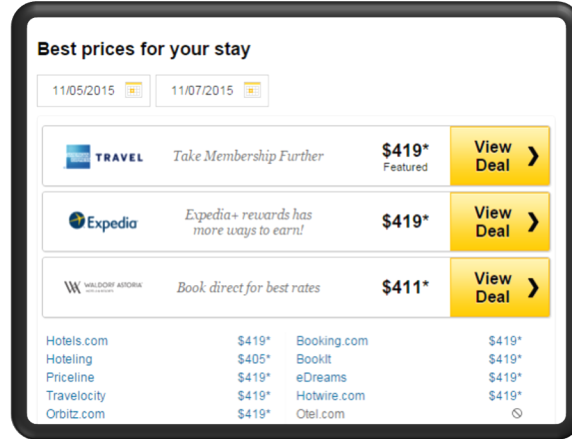 Best prices for your stay
11/05/2015 11/07/2015
TRAVEL Take Membership Further $419* Featured View Deal
Expedia Expedia+ rewards has more ways to earn! $419* View Deal
WALDORF ASTORIA Book direct for best rates $411* View Deal
Hotels.com $419* Booking.com $419*
Hoteling $405* BookIt $419*
Priceline $419* eDreams $419*
Travelocity $419* Hotwire.com $419*
Orbitz.com $419* Otel.com